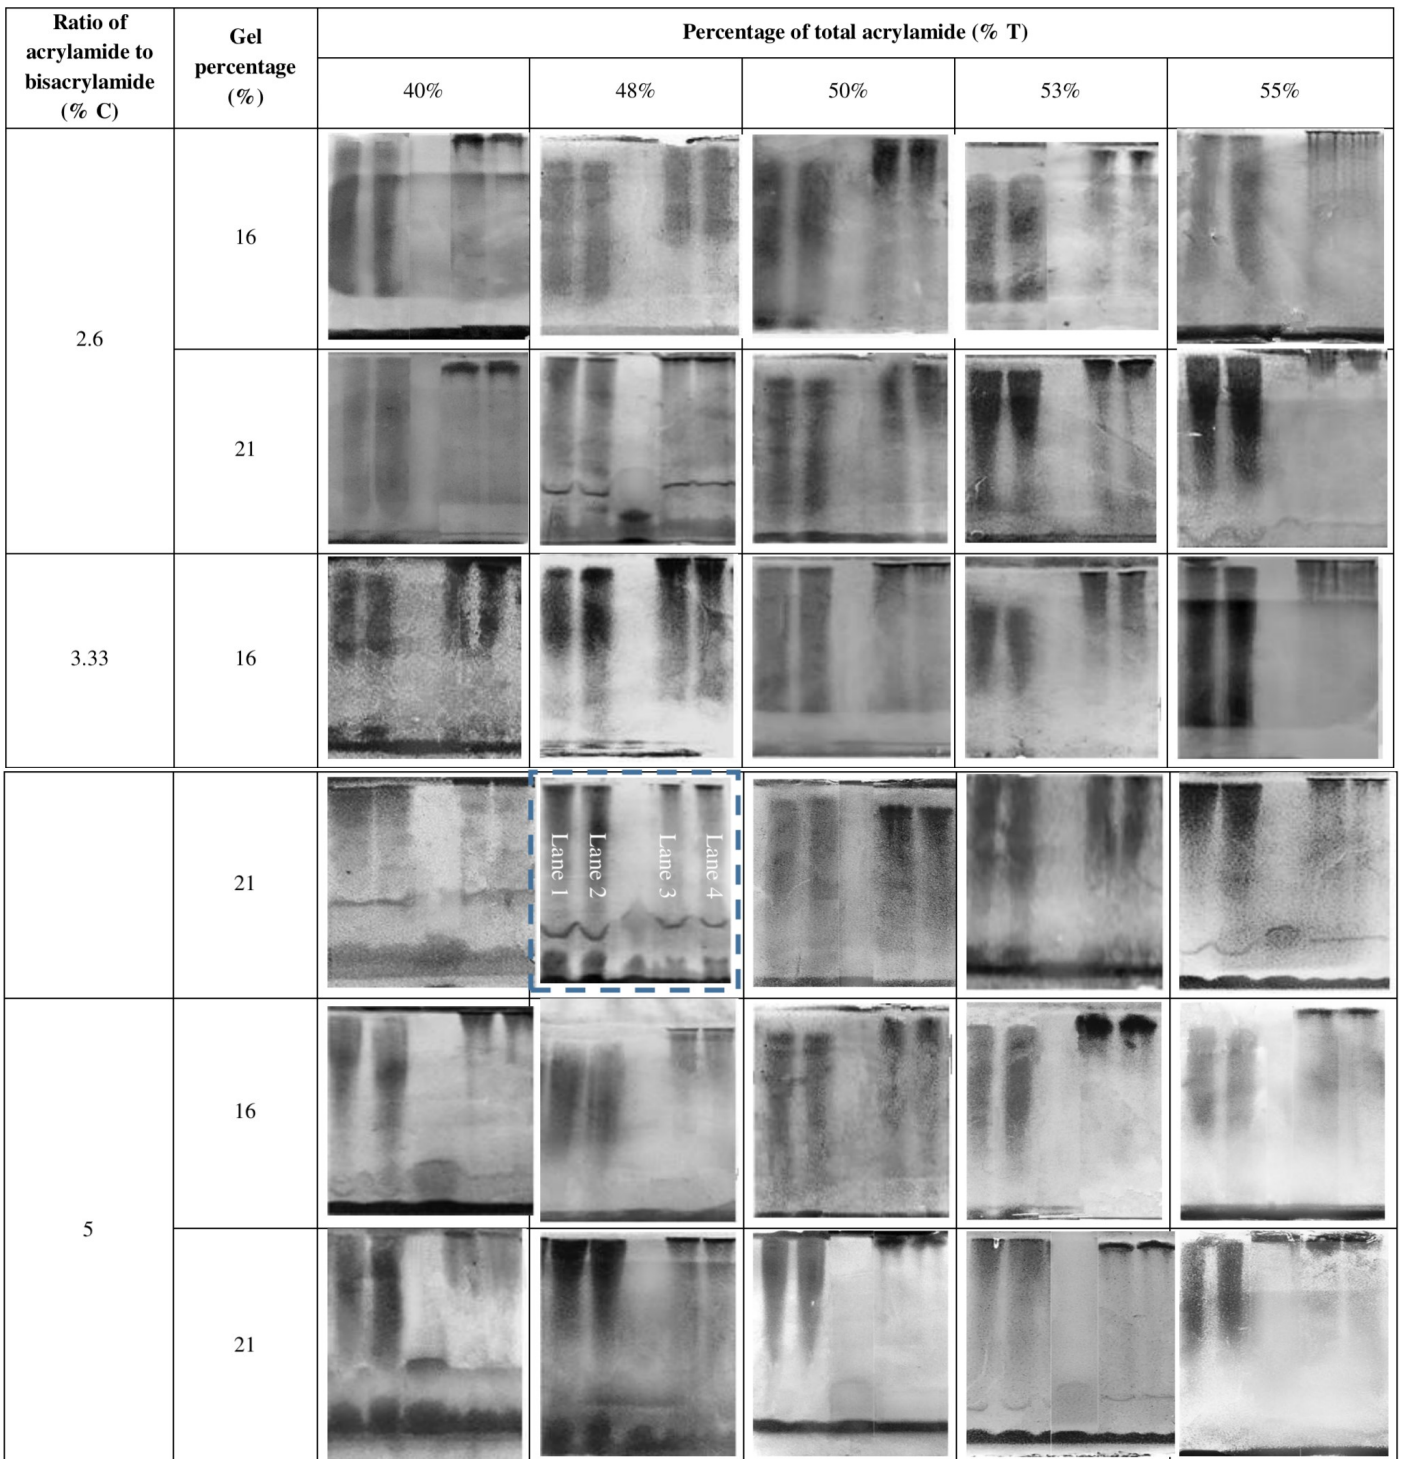 Ratio of
acrylamide to
bisacrylamide
(% C)
Gel
percentage
(%)
Percentage of total acrylamide (% T)
40%
48%
50%
53%
55%
2.6
16
21
3.33
16
21
Lane 1
Lane 2
Lane 3
Lane 4
5
16
21